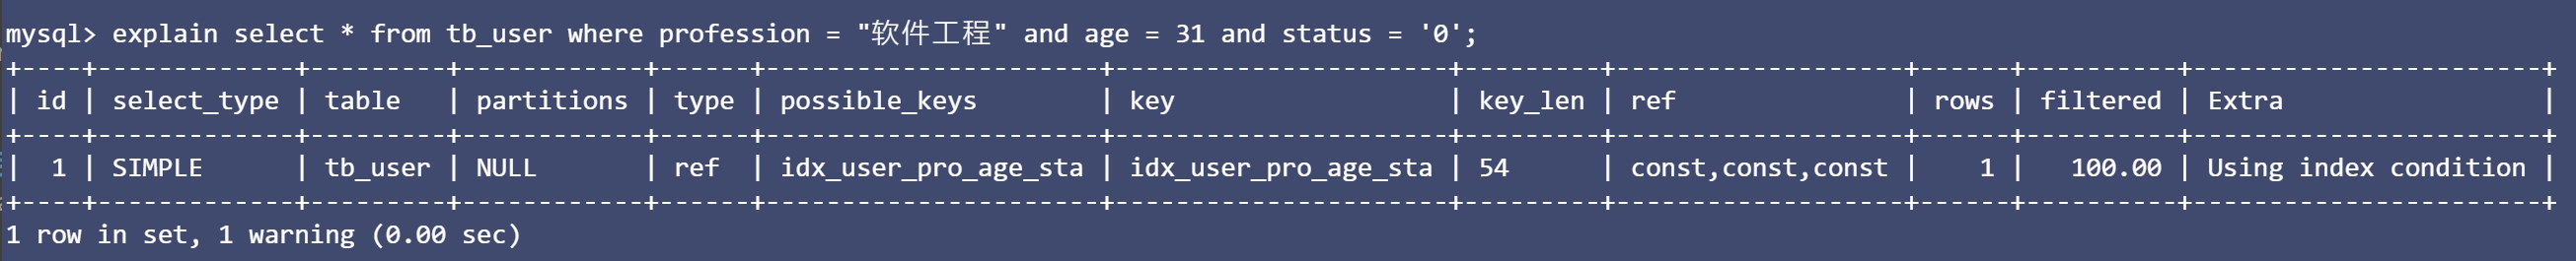 mysql> explain select * from tb_user where profession = "软件工程" and age = 31 and status = '0';
+----+-------------+---------+------------+------+----------------------+----------------------+---------+-------------------+------+----------+-----------------------+
| id | select_type | table   | partitions | type | possible_keys        | key                  | key_len | ref               | rows | filtered | Extra                 |
+----+-------------+---------+------------+------+----------------------+----------------------+---------+-------------------+------+----------+-----------------------+
|  1 | SIMPLE      | tb_user | NULL       | ref  | idx_user_pro_age_sta | idx_user_pro_age_sta | 54      | const,const,const |    1 |   100.00 | Using index condition |
+----+-------------+---------+------------+------+----------------------+----------------------+---------+-------------------+------+----------+-----------------------+
1 row in set, 1 warning (0.00 sec)